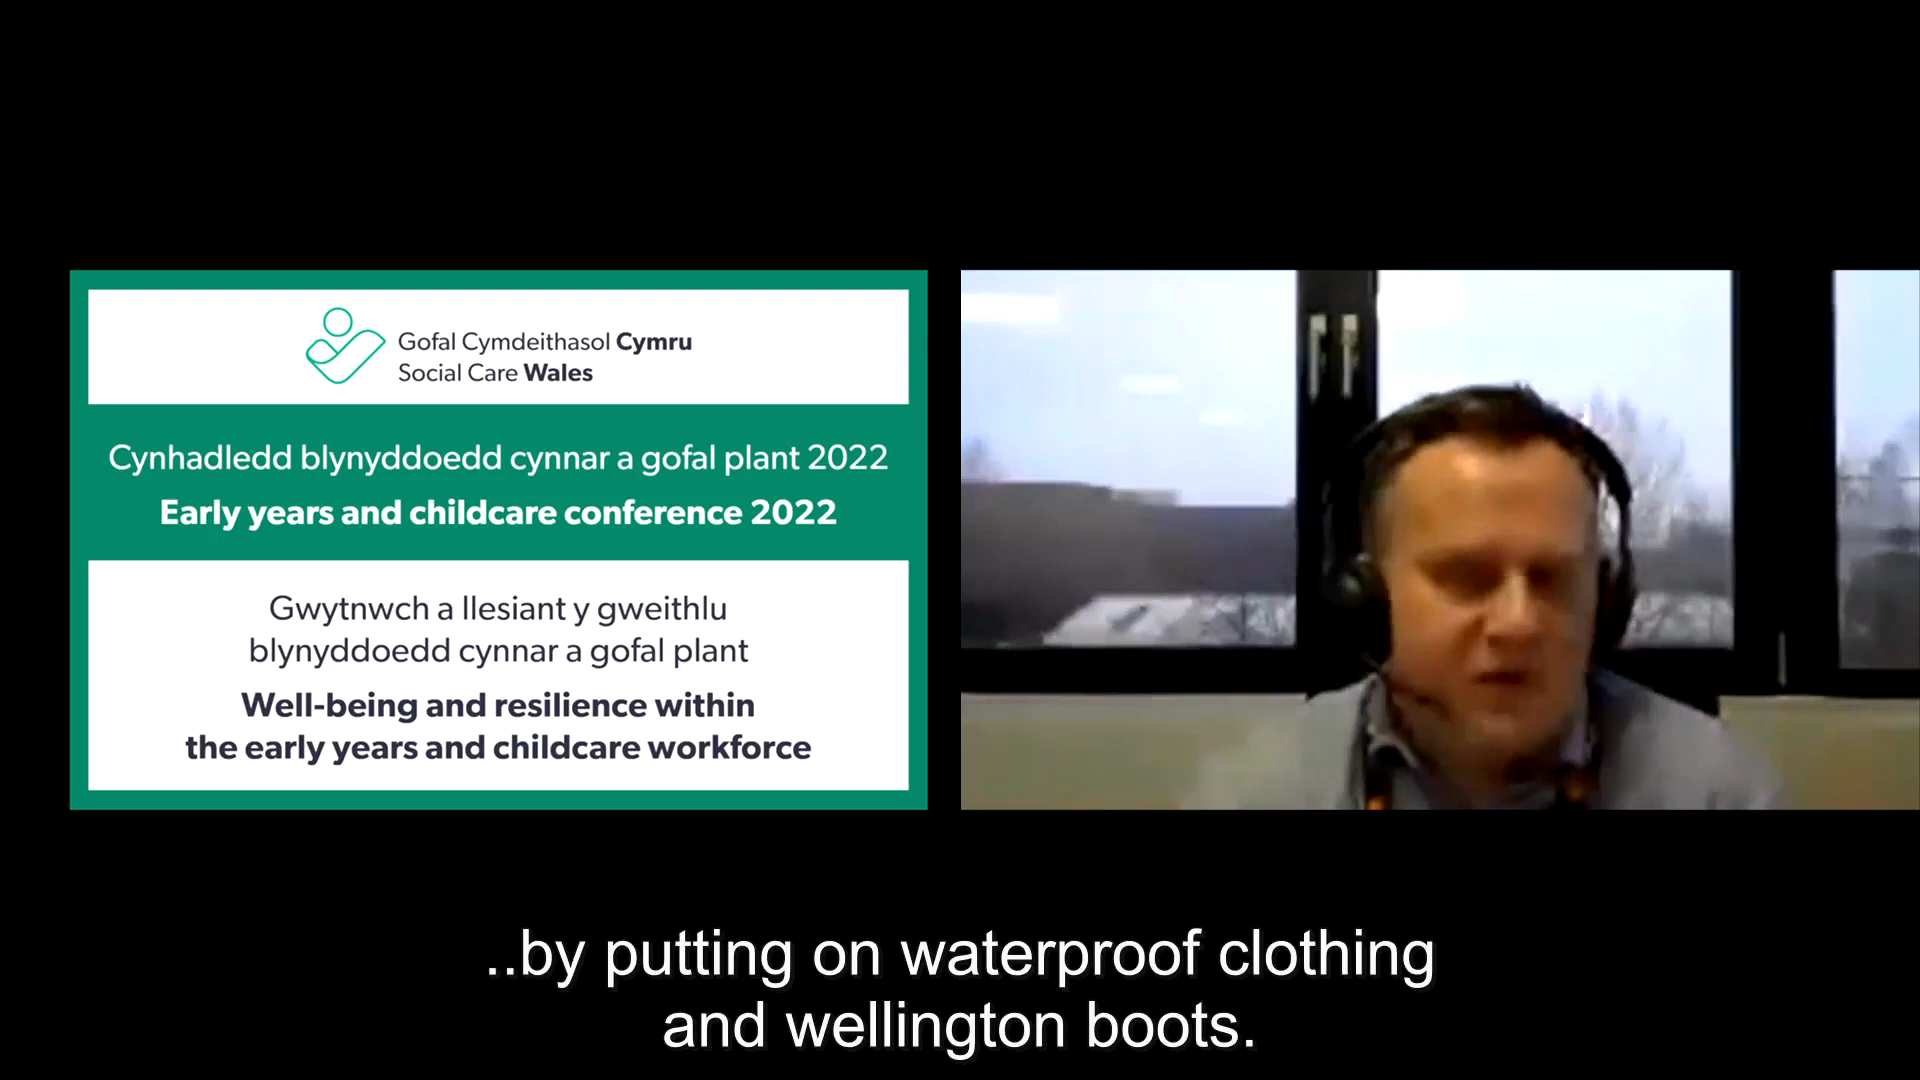 Gofal Cymdeithasol Cymru
Social Care Wales
Cynhadledd blynyddoedd cynnar a gofal plant 2022
Early years and childcare conference 2022
Gwytnwch a llesiant y gweithlu
blynyddoedd cynnar a gofal plant
Well-being and resilience within
the early years and childcare workforce
..by putting on waterproof clothing
and wellington boots.